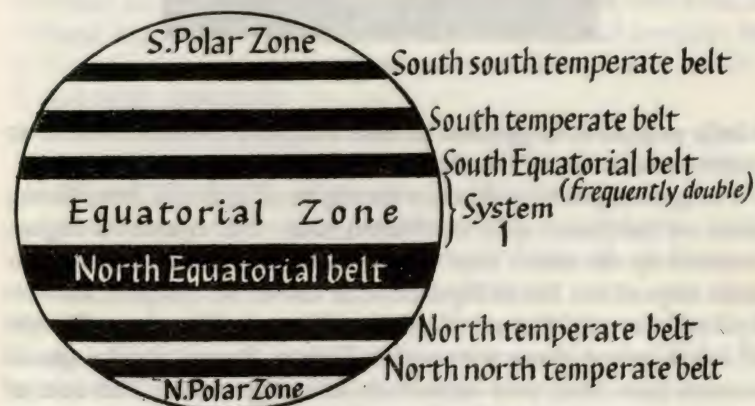 S.Polar Zone
South south temperate belt
South temperate belt
South Equatorial belt
(frequently double)
Equatorial Zone
System
1
North Equatorial belt
North temperate belt
North north temperate belt
N.Polar Zone